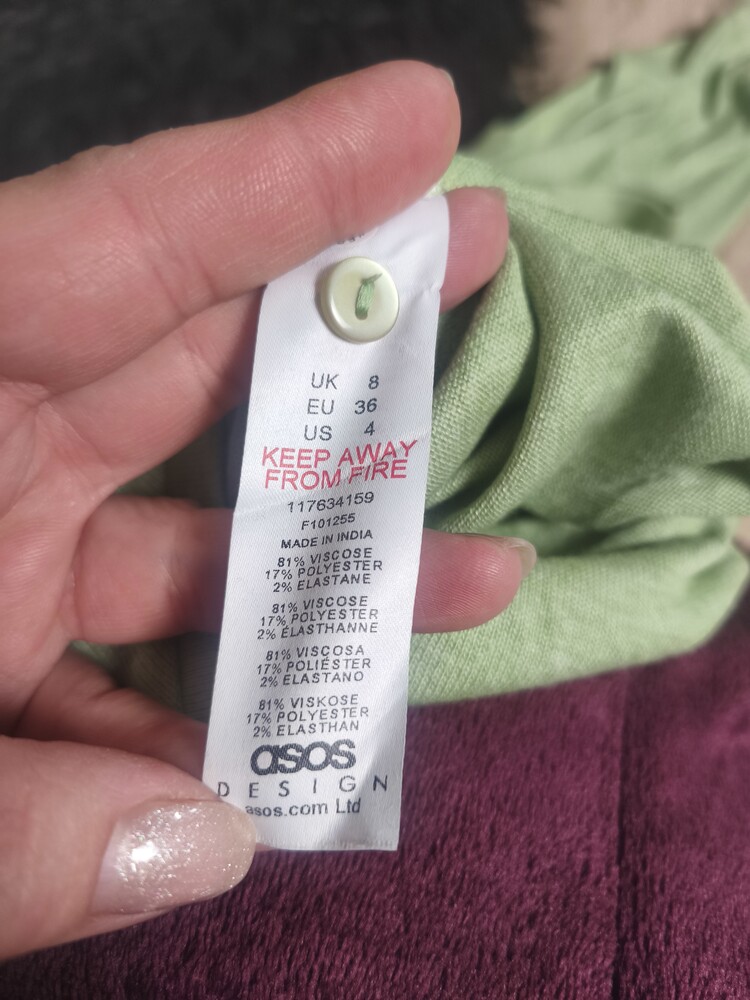 UK 8
EU 36
US 4
KEEP AWAY
FROM FIRE
117634159
F101255
MADE IN INDIA
81% VISCOSE
17% POLYESTER
2% ELASTANE
81% VISCOSE
17% POLYESTER
2% ÉLASTHANNE
81% VISCOSA
17% POLIÉSTER
2% ELASTANO
81% VISKOSE
17% POLYESTER
2% ELASTHAN
asos
DESIGN
asos.com Ltd